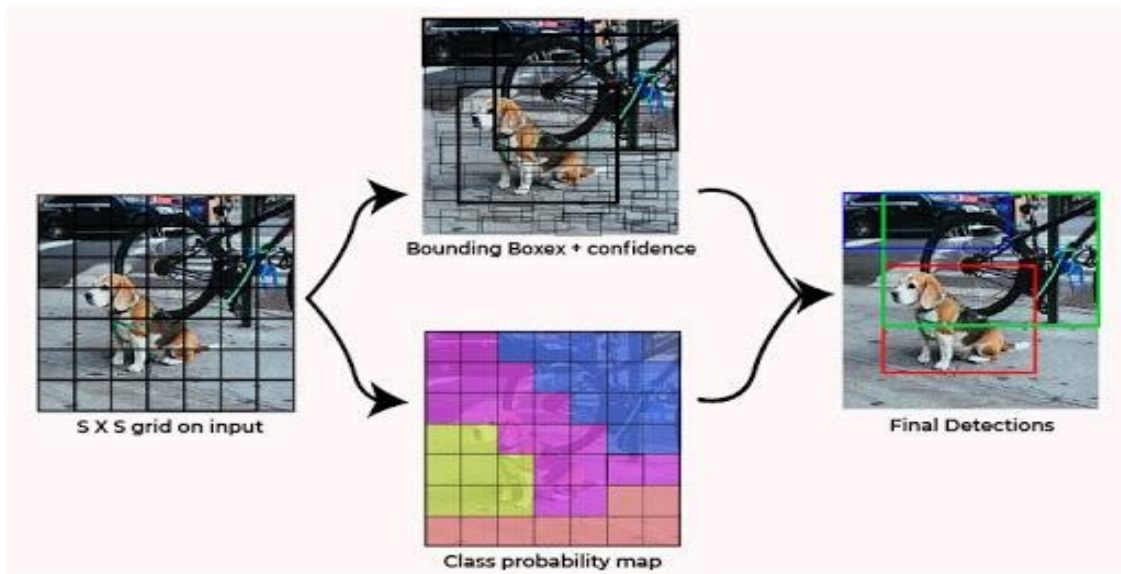 Bounding Boxex + confidence
S X S grid on input
Final Detections
Class probability map